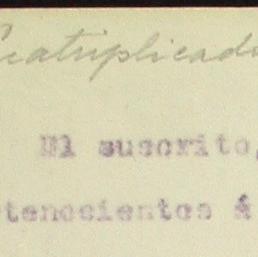 Cuatriplicado
El suscrito,
tenecientes á